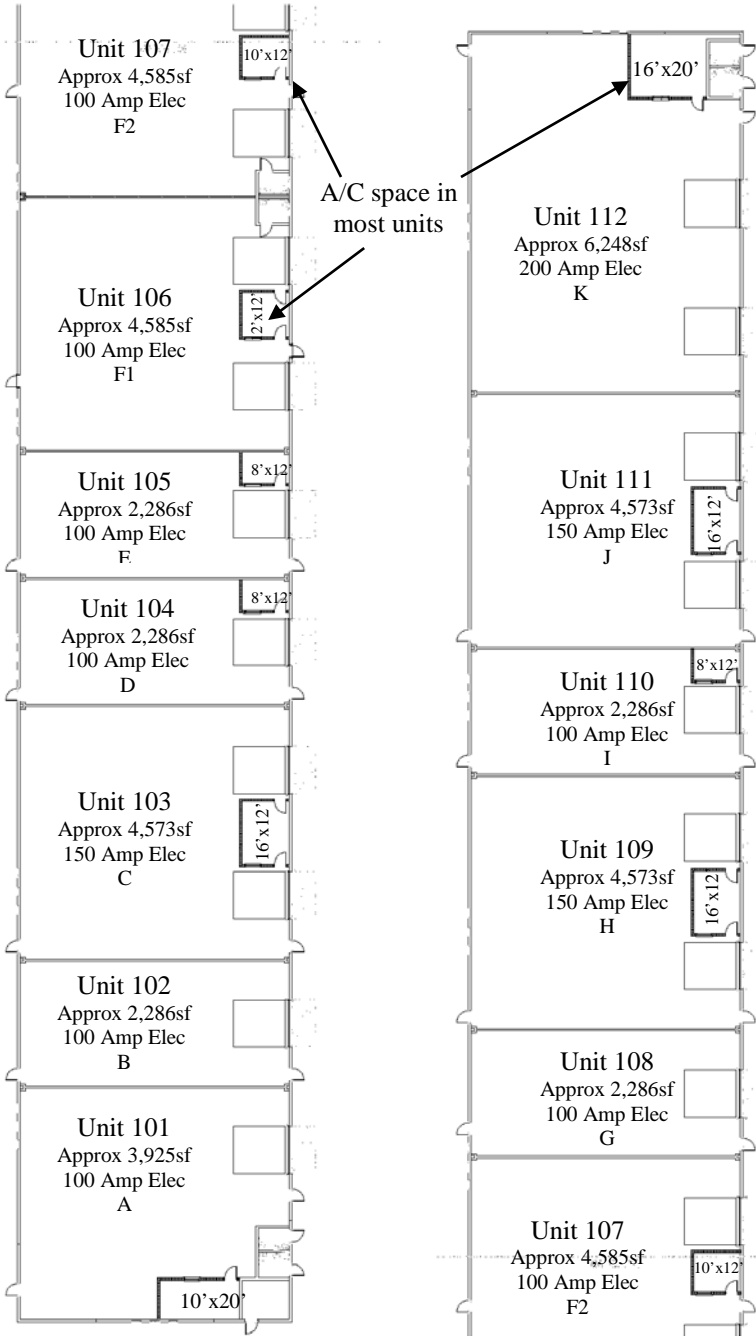 Unit 107
Approx 4,585sf
100 Amp Elec
F2
10’x12’
A/C space in
most units
Unit 106
Approx 4,585sf
100 Amp Elec
F1
2’x12’
Unit 105
Approx 2,286sf
100 Amp Elec
E
8’x12’
Unit 104
Approx 2,286sf
100 Amp Elec
D
8’x12’
Unit 103
Approx 4,573sf
150 Amp Elec
C
16’x12’
Unit 102
Approx 2,286sf
100 Amp Elec
B
Unit 101
Approx 3,925sf
100 Amp Elec
A
10’x20’
16’x20’
Unit 112
Approx 6,248sf
200 Amp Elec
K
Unit 111
Approx 4,573sf
150 Amp Elec
J
16’x12’
Unit 110
Approx 2,286sf
100 Amp Elec
I
8’x12’
Unit 109
Approx 4,573sf
150 Amp Elec
H
16’x12
Unit 108
Approx 2,286sf
100 Amp Elec
G
Unit 107
Approx 4,585sf
100 Amp Elec
F2
10’x12’